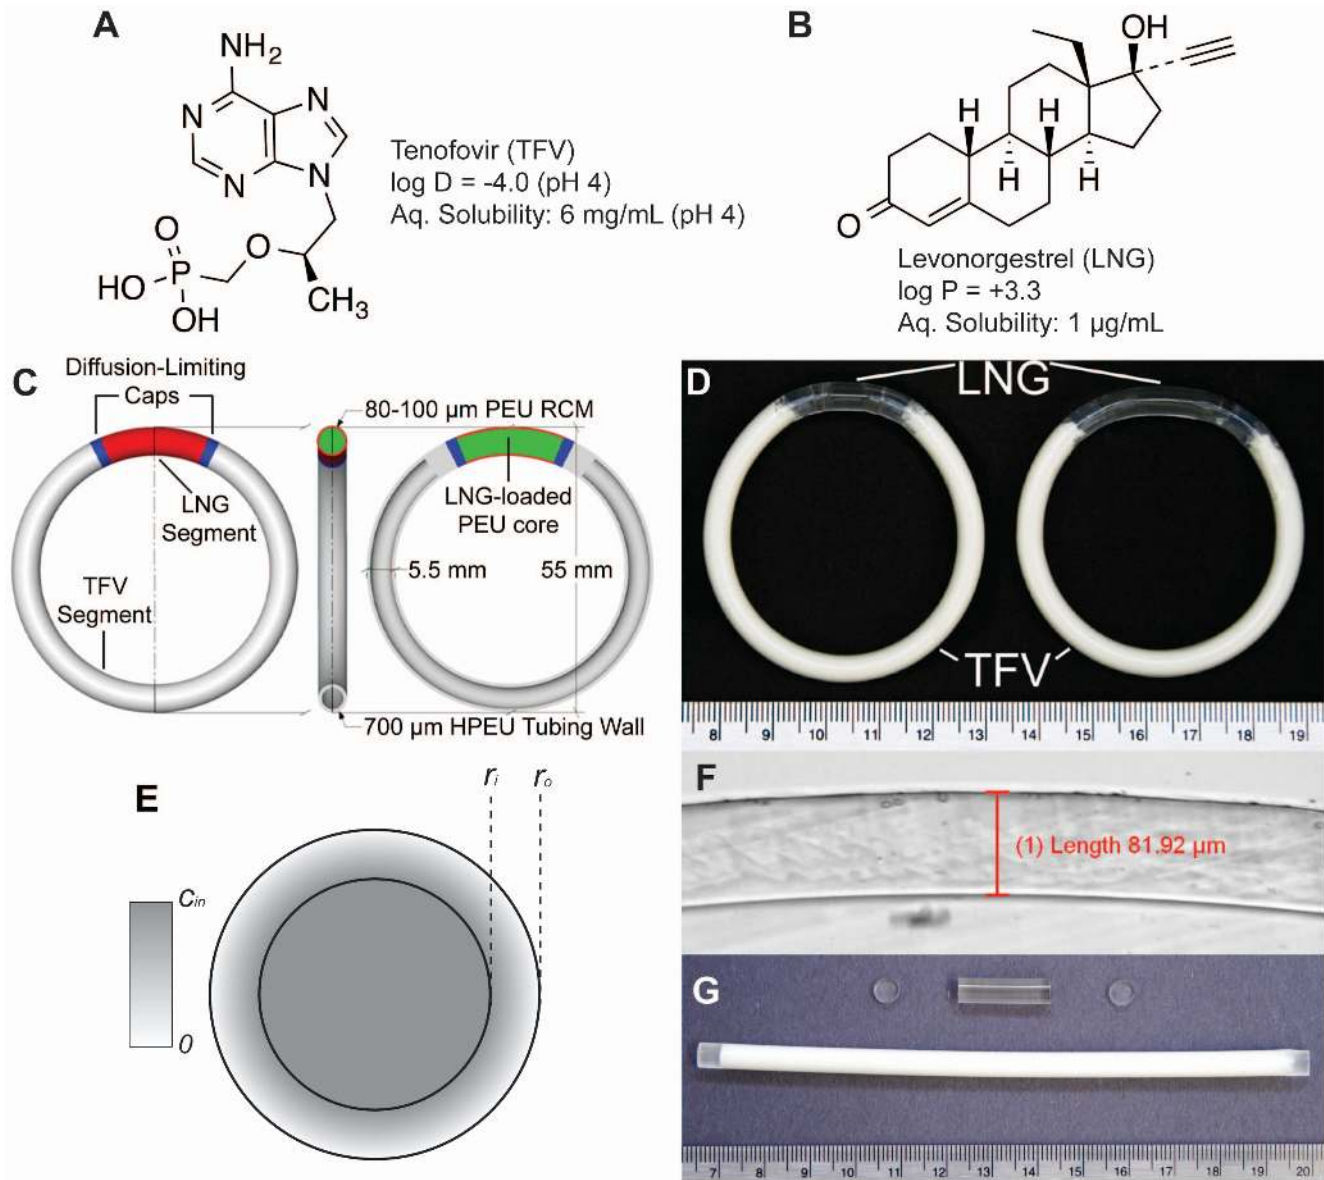 A
NH2
N
N
N
N
O
P
O
HO
OH
CH3
Tenofovir (TFV)
log D = -4.0 (pH 4)
Aq. Solubility: 6 mg/mL (pH 4)
B
OH
H
H
H
H
O
Levonorgestrel (LNG)
log P = +3.3
Aq. Solubility: 1 µg/mL
C
Diffusion-Limiting
Caps
LNG
Segment
TFV
Segment
80-100 µm PEU RCM
LNG-loaded
PEU core
5.5 mm
55 mm
700 µm HPEU Tubing Wall
D
LNG
TFV
8 9 10 11 12 13 14 15 16 17 18 19
E
ri
ro
Cin
0
F
(1) Length 81.92 µm
G
7 8 9 10 11 12 13 14 15 16 17 18 19 20